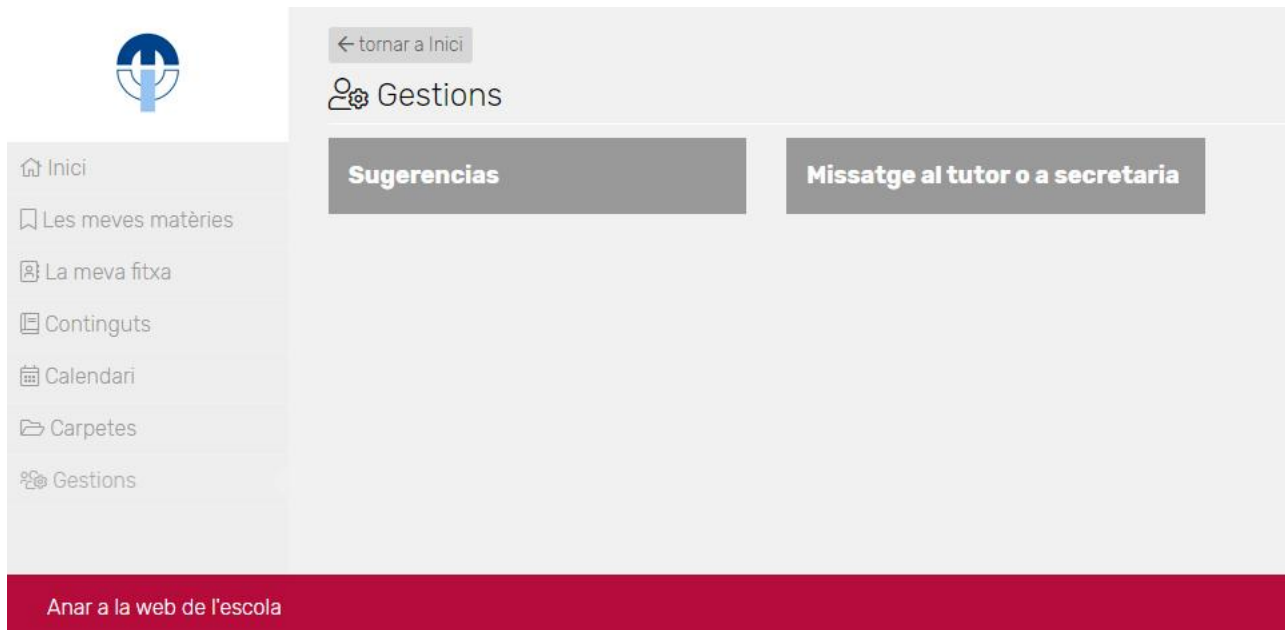 ← tornar a Inici
Gestions
Inici
Les meves matèries
La meva fitxa
Continguts
Calendari
Carpetes
Gestions
Sugerencias
Missatge al tutor o a secretaria
Anar a la web de l'escola